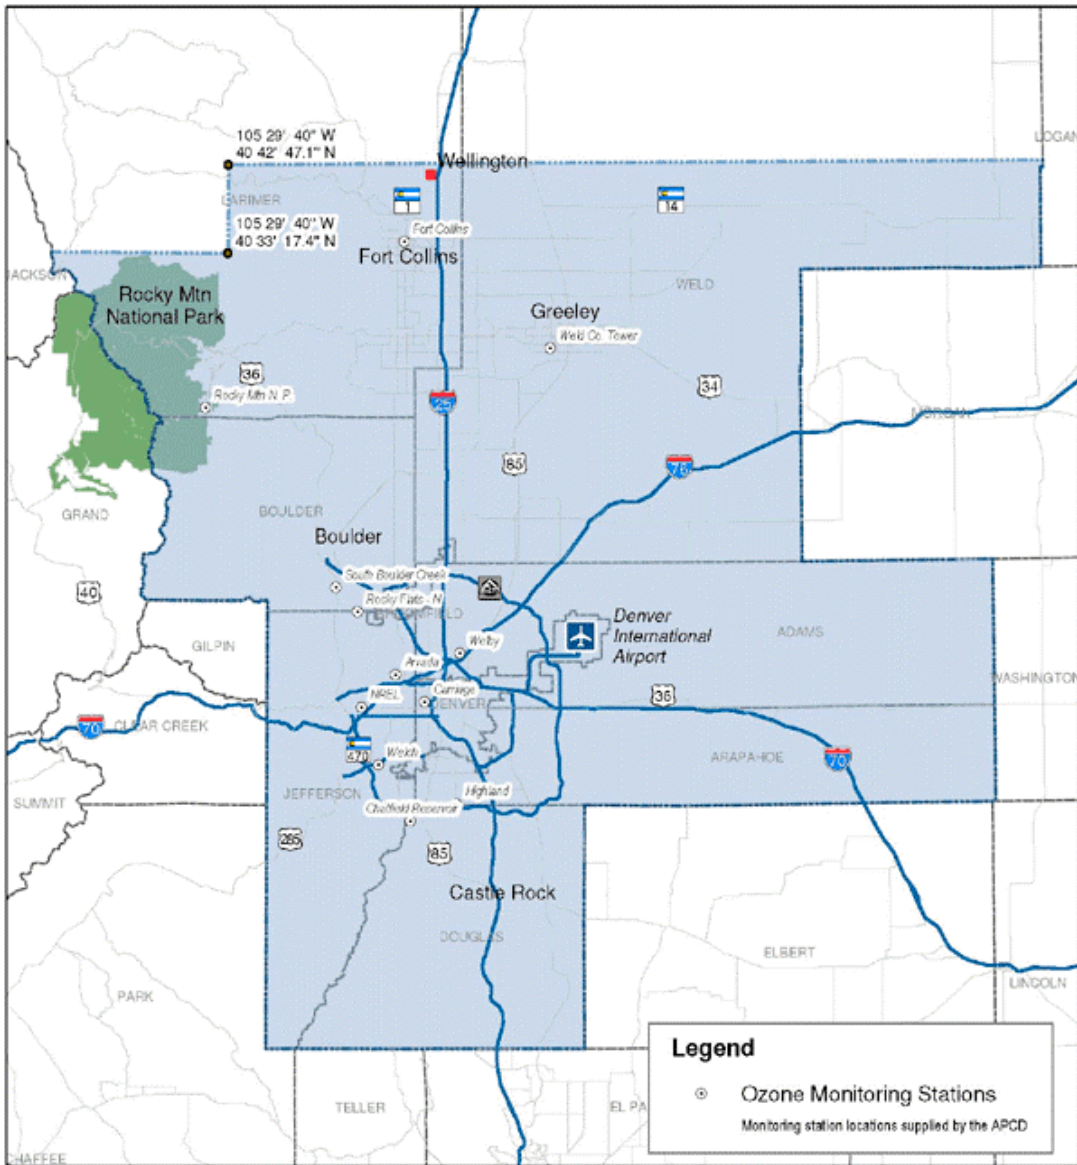 105 29' 40" W
40 42' 47.1" N
LOGAN
Wellington
LARIMER
1
14
105 29' 40" W
40 33' 17.4" N
Fort Collins
Fort Collins
JACKSON
WELD
Rocky Mtn
National Park
Greeley
Weld Co. Tower
36
34
Rocky Mtn N.P.
25
MORGAN
85
76
GRAND
BOULDER
Boulder
South Boulder Creek
40
Rocky Flats - N
Denver
International
Airport
ADAMS
GILPIN
Welby
Arvada
WASHINGTON
NREL
Carriage
DENVER
36
70
CLEAR CREEK
470
Welch
ARAPAHOE
70
SUMMIT
JEFFERSON
Highland
Chatfield Reservoir
285
85
Castle Rock
DOUGLAS
ELBERT
PARK
LINCOLN
Legend
Ozone Monitoring Stations
Monitoring station locations supplied by the APCD
TELLER
EL PA
CHAFFEE